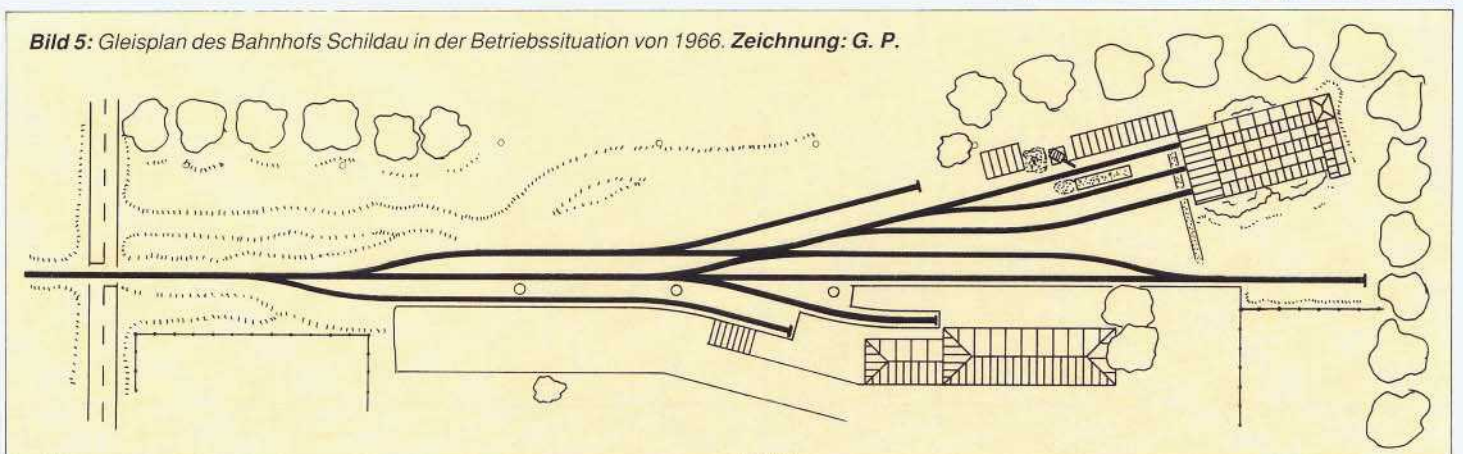 Bild 5: Gleisplan des Bahnhofs Schildau in der Betriebssituation von 1966. Zeichnung: G. P.